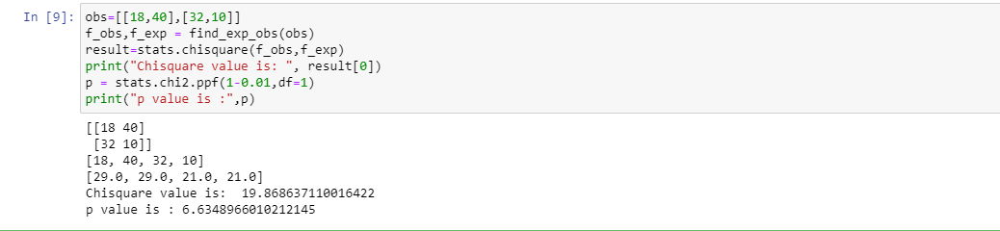 In [9]: obs=[[18,40],[32,10]]
f_obs,f_exp = find_exp_obs(obs)
result=stats.chisquare(f_obs,f_exp)
print("Chisquare value is: ", result[0])
p = stats.chi2.ppf(1-0.01,df=1)
print("p value is :",p)
[[18 40]
 [32 10]]
[18, 40, 32, 10]
[29.0, 29.0, 21.0, 21.0]
Chisquare value is:  19.868637110016422
p value is : 6.6348966010212145